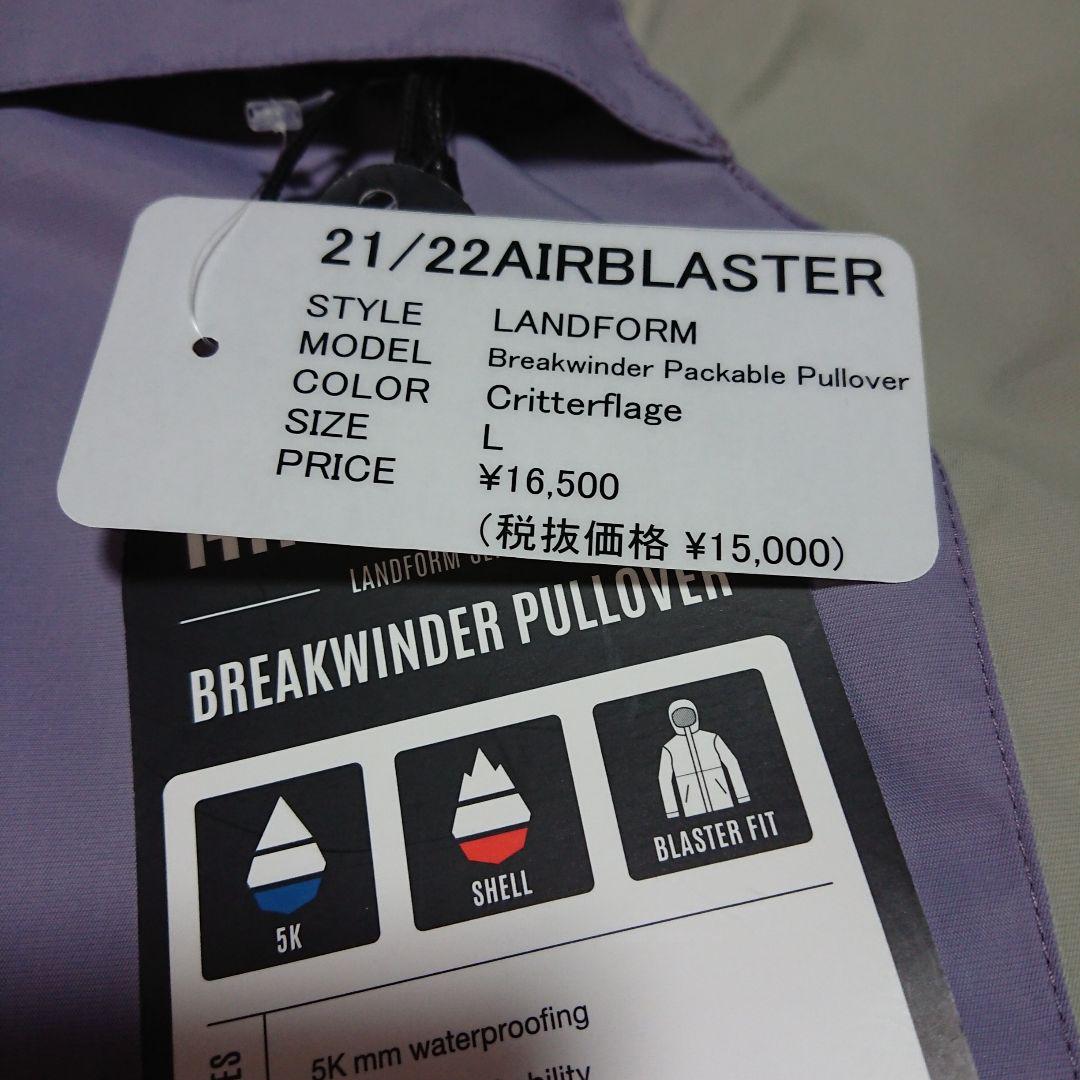 21/22AIRBLASTER
STYLE LANDFORM
MODEL Breakwinder Packable Pullover
COLOR Critterflage
SIZE L
PRICE ¥16,500
(税抜価格 ¥15,000)
LANDFORM
BREAKWINDER PULLOVER
5K
SHELL
BLASTER FIT
5K mm waterproofing